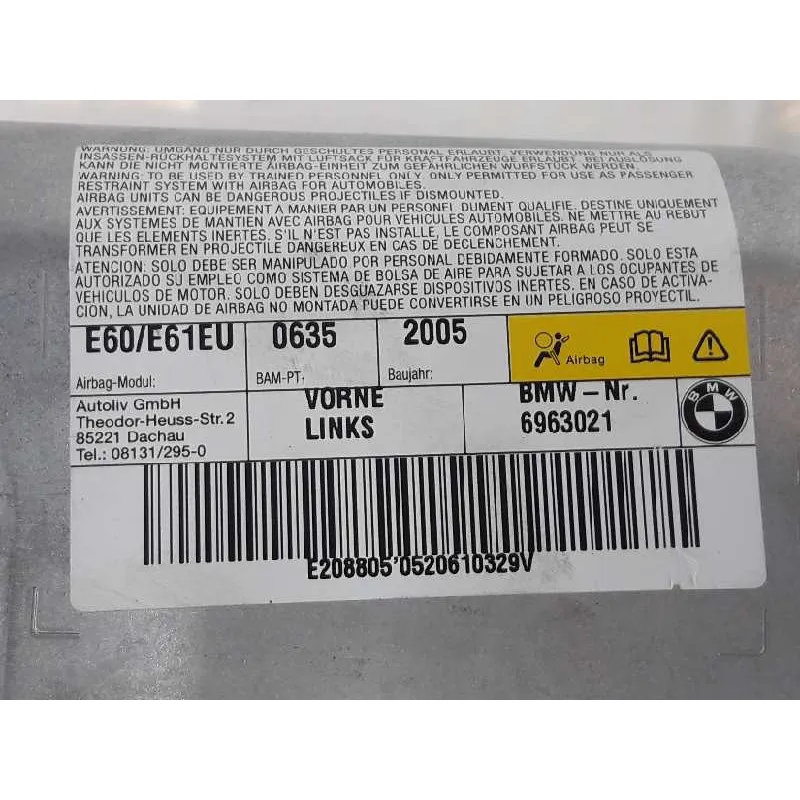 WARNUNG: UMGANG NUR DURCH GESCHULTES PERSONAL ERLAUBT. VERWENDUNG NUR ALS
INSASSEN-RÜCKHALTESYSTEM MIT LUFTSACK FÜR KRAFTFAHRZEUGE ERLAUBT. BEI AUSLÖSUNG
KANN DIE NICHT MONTIERTE AIRBAG-EINHEIT ZUM GEFÄHRLICHEN WURFSTÜCK WERDEN.
WARNING: TO BE USED BY TRAINED PERSONNEL ONLY, ONLY PERMITTED FOR USE AS PASSENGER
RESTRAINT SYSTEM WITH AIRBAG FOR AUTOMOBILES.
AIRBAG UNITS CAN BE DANGEROUS PROJECTILES IF DISMOUNTED.
AVERTISSEMENT: EQUIPEMENT A MANIER PAR UN PERSONNEL DUMENT QUALIFIE, DESTINE UNIQUEMENT
AUX SYSTEMES DE MANTIEN AVEC AIRBAG POUR VEHICULES AUTOMOBILES. NE METTRE AU REBUT
QUE LES ELEMENTS INERTES. S'IL N'EST PAS INSTALLE, LE COMPOSANT AIRBAG PEUT SE
TRANSFORMER EN PROJECTILE DANGEREUX EN CAS DE DECLENCHEMENT.
ATENCION: SOLO DEBE SER MANIPULADO POR PERSONAL DEBIDAMENTE FORMADO. SOLO ESTA
AUTORIZADO SU EMPLEO COMO SISTEMA DE BOLSA DE AIRE PARA SUJETAR A LOS OCUPANTES DE
VEHICULOS DE MOTOR. SOLO DEBEN DESGUAZARSE DISPOSITIVOS INERTES. EN CASO DE ACTIVA-
CION, LA UNIDAD DE AIRBAG NO MONTADA PUEDE CONVERTIRSE EN UN PELIGROSO PROYECTIL.
E60/E61EU 0635 2005
Airbag
Airbag-Modul: BAM-PT: Baujahr:
Autoliv GmbH
Theodor-Heuss-Str.2
85221 Dachau
Tel.: 08131/295-0
VORNE
LINKS
BMW-Nr.
6963021
BMW
E208805'0520610329V